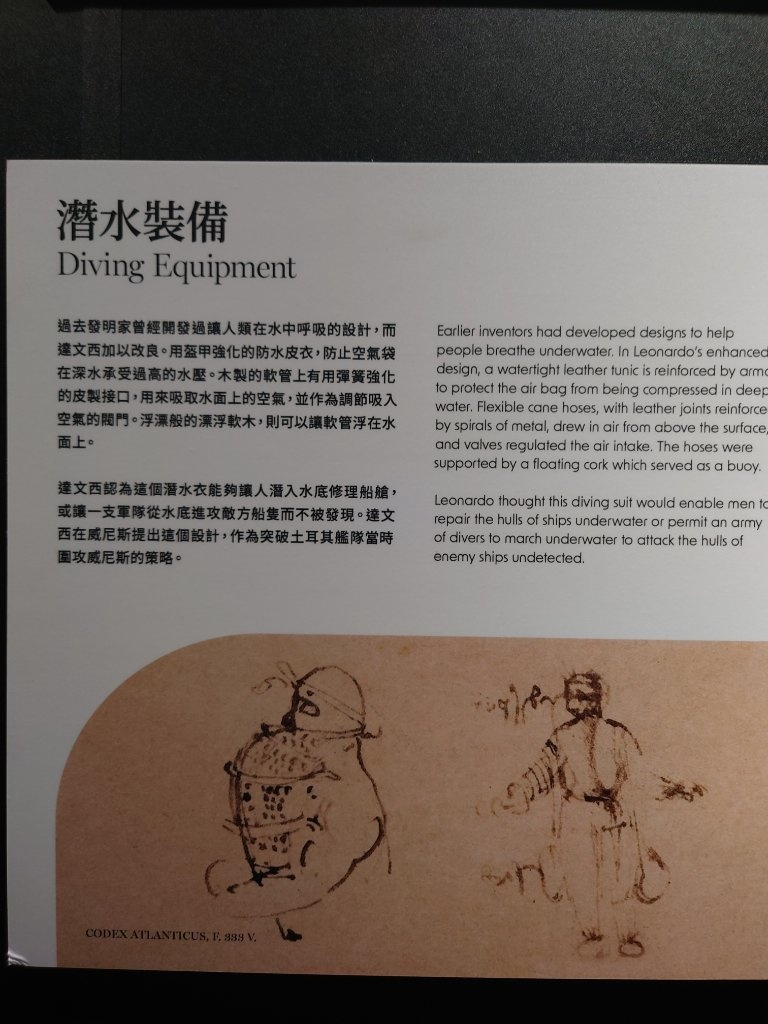 潛水裝備
Diving Equipment
過去發明家曾經開發過讓人類在水中呼吸的設計，而
達文西加以改良。用盔甲強化的防水皮衣，防止空氣袋
在深水承受過高的水壓。木製的軟管上有用彈簧強化
的皮製接口，用來吸取水面上的空氣，並作為調節吸入
空氣的閥門。浮漂般的漂浮軟木，則可以讓軟管浮在水
面上。
達文西認為這個潛水衣能夠讓人潛入水底修理船艙，
或讓一支軍隊從水底進攻敵方船隻而不被發現。達文
西在威尼斯提出這個設計，作為突破土耳其艦隊當時
圍攻威尼斯的策略。
Earlier inventors had developed designs to help
people breathe underwater. In Leonardo's enhanced
design, a watertight leather tunic is reinforced by armo
to protect the air bag from being compressed in deep
water. Flexible cane hoses, with leather joints reinforce
by spirals of metal, drew in air from above the surface,
and valves regulated the air intake. The hoses were
supported by a floating cork which served as a buoy.
Leonardo thought this diving suit would enable men to
repair the hulls of ships underwater or permit an army
of divers to march underwater to attack the hulls of
enemy ships undetected.
CODEX ATLANTICUS, F. 333 V.